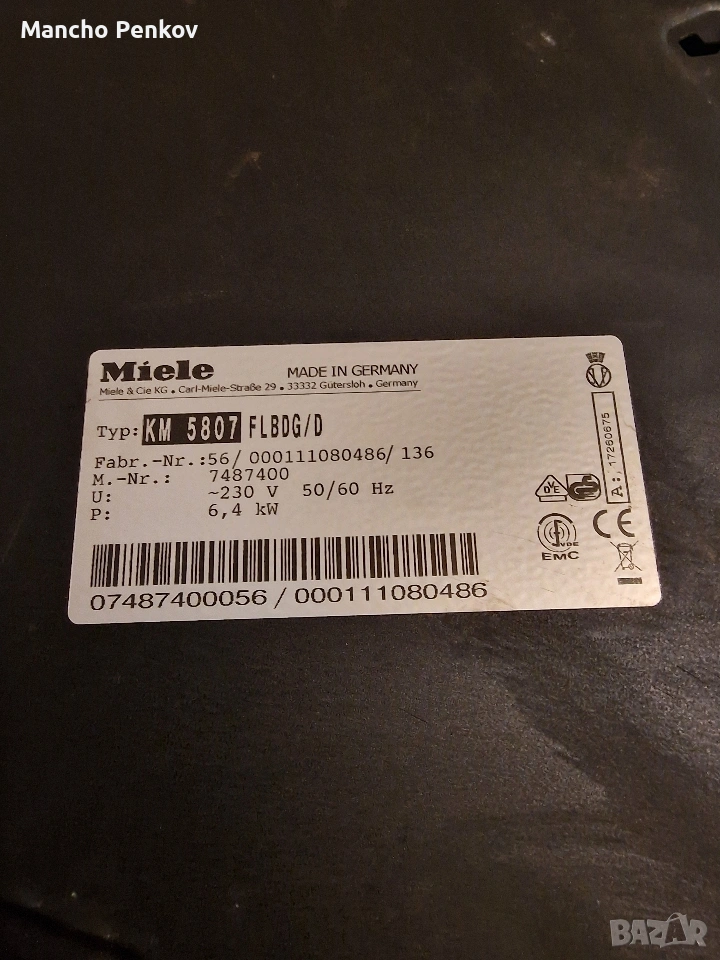 Mancho Penkov
Miele MADE IN GERMANY
Miele & Cie KG • Carl-Miele-Straße 29 • 33332 Gütersloh • Germany
Typ: KM 5807 FLBDG/D
Fabr.-Nr.:56/000111080486/136
M.-Nr.: 7487400
U: ~230 V 50/60 Hz
P: 6,4 kW
A: 17260675
DVE
VDE
EMC
CE
07487400056/000111080486
BAZAR